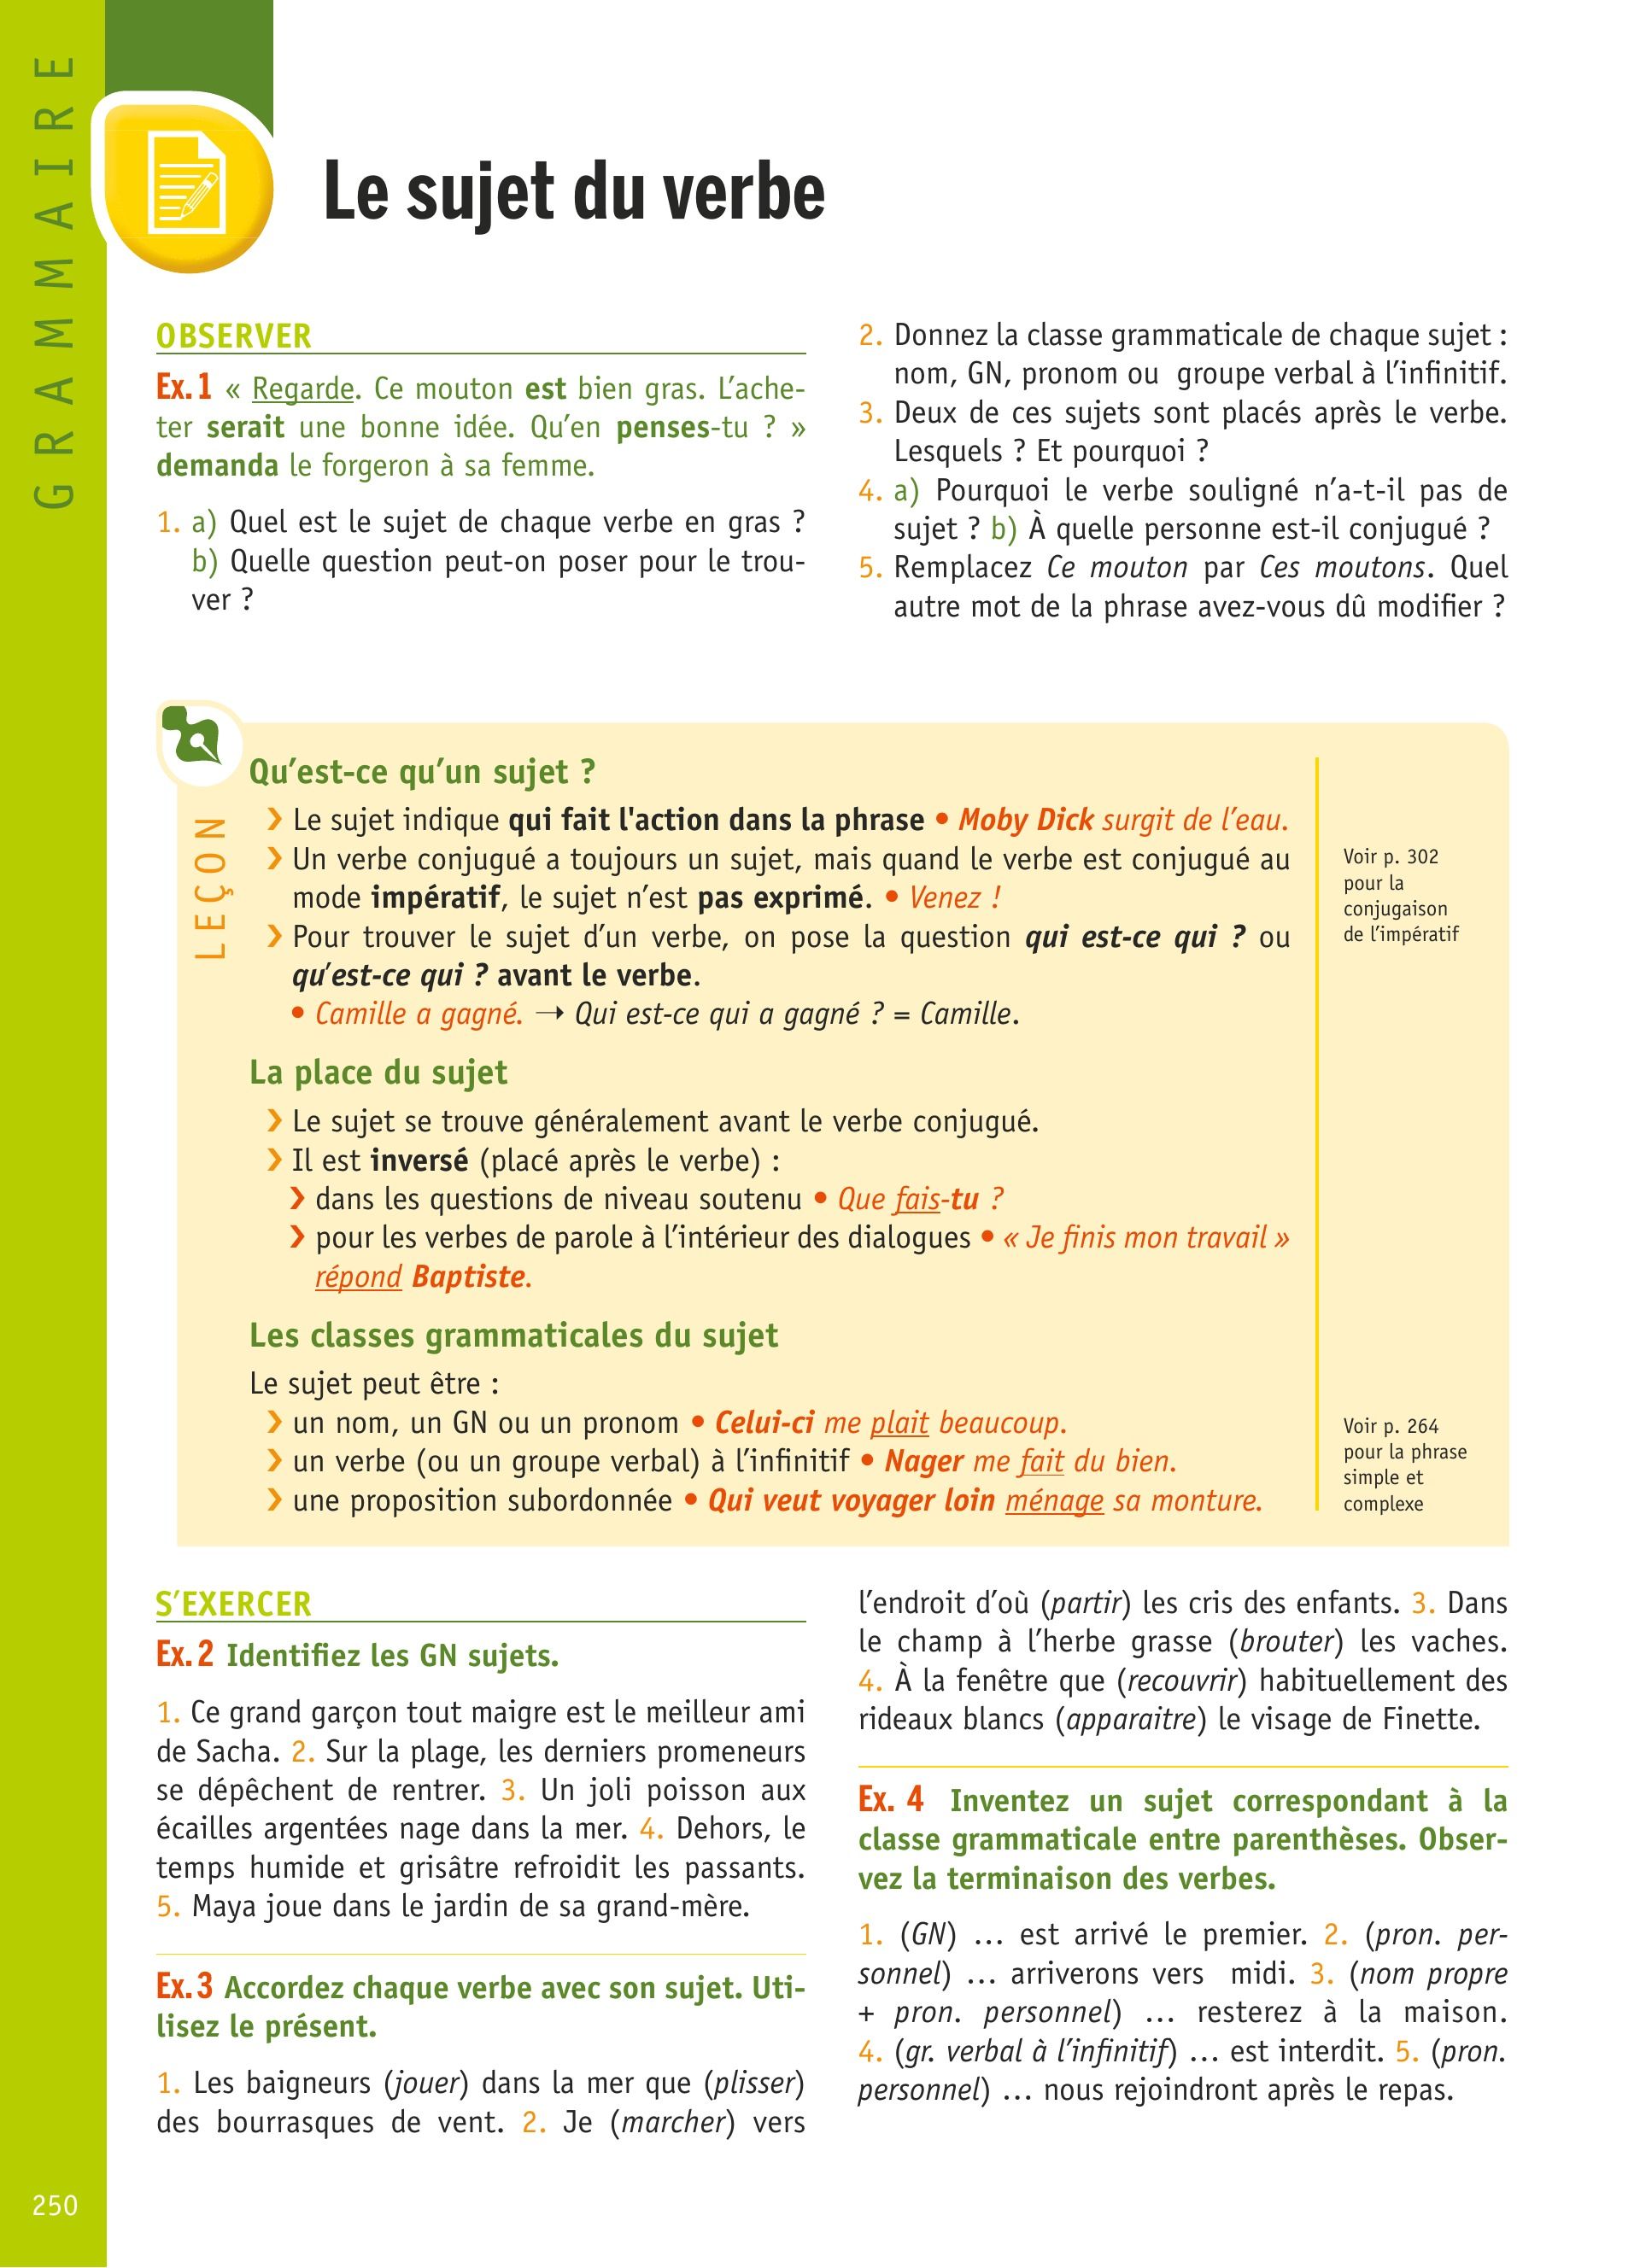 GRAMMAIRE
Le sujet du verbe
OBSERVER
Ex. 1 « Regarde. Ce mouton est bien gras. L’ache-
ter serait une bonne idée. Qu’en penses-tu ? »
demanda le forgeron à sa femme.
1. a) Quel est le sujet de chaque verbe en gras ?
b) Quelle question peut-on poser pour le trou-
ver ?
2. Donnez la classe grammaticale de chaque sujet :
nom, GN, pronom ou groupe verbal à l’infinitif.
3. Deux de ces sujets sont placés après le verbe.
Lesquels ? Et pourquoi ?
4. a) Pourquoi le verbe souligné n’a-t-il pas de
sujet ? b) À quelle personne est-il conjugué ?
5. Remplacez Ce mouton par Ces moutons. Quel
autre mot de la phrase avez-vous dû modifier ?
LEÇON
Qu’est-ce qu’un sujet ?
› Le sujet indique qui fait l'action dans la phrase • Moby Dick surgit de l’eau.
› Un verbe conjugué a toujours un sujet, mais quand le verbe est conjugué au
mode impératif, le sujet n’est pas exprimé. • Venez !
› Pour trouver le sujet d’un verbe, on pose la question qui est-ce qui ? ou
qu’est-ce qui ? avant le verbe.
• Camille a gagné. → Qui est-ce qui a gagné ? = Camille.
Voir p. 302
pour la
conjugaison
de l’impératif
La place du sujet
› Le sujet se trouve généralement avant le verbe conjugué.
› Il est inversé (placé après le verbe) :
› dans les questions de niveau soutenu • Que fais-tu ?
› pour les verbes de parole à l’intérieur des dialogues • « Je finis mon travail »
répond Baptiste.
Les classes grammaticales du sujet
Le sujet peut être :
› un nom, un GN ou un pronom • Celui-ci me plait beaucoup.
› un verbe (ou un groupe verbal) à l’infinitif • Nager me fait du bien.
› une proposition subordonnée • Qui veut voyager loin ménage sa monture.
Voir p. 264
pour la phrase
simple et
complexe
S’EXERCER
Ex. 2 Identifiez les GN sujets.
1. Ce grand garçon tout maigre est le meilleur ami
de Sacha. 2. Sur la plage, les derniers promeneurs
se dépêchent de rentrer. 3. Un joli poisson aux
écailles argentées nage dans la mer. 4. Dehors, le
temps humide et grisâtre refroidit les passants.
5. Maya joue dans le jardin de sa grand-mère.
Ex. 3 Accordez chaque verbe avec son sujet. Uti-
lisez le présent.
1. Les baigneurs (jouer) dans la mer que (plisser)
des bourrasques de vent. 2. Je (marcher) vers
l’endroit d’où (partir) les cris des enfants. 3. Dans
le champ à l’herbe grasse (brouter) les vaches.
4. À la fenêtre que (recouvrir) habituellement des
rideaux blancs (apparaitre) le visage de Finette.
Ex. 4 Inventez un sujet correspondant à la
classe grammaticale entre parenthèses. Obser-
vez la terminaison des verbes.
1. (GN) … est arrivé le premier. 2. (pron. per-
sonnel) … arriverons vers midi. 3. (nom propre
+ pron. personnel) … resterez à la maison.
4. (gr. verbal à l’infinitif) … est interdit. 5. (pron.
personnel) … nous rejoindront après le repas.
250